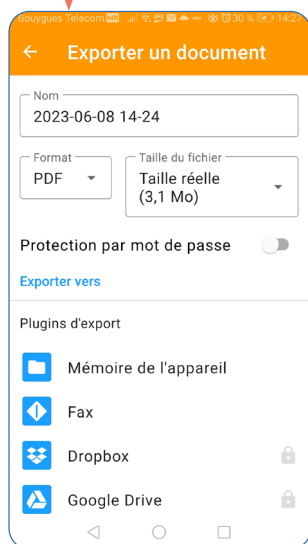 Bouygues Telecom 30 % 14:27
Exporter un document
Nom
2023-06-08 14-24
Format
PDF
Taille du fichier
Taille réelle
(3,1 Mo)
Protection par mot de passe
Exporter vers
Plugins d'export
Mémoire de l'appareil
Fax
Dropbox
Google Drive